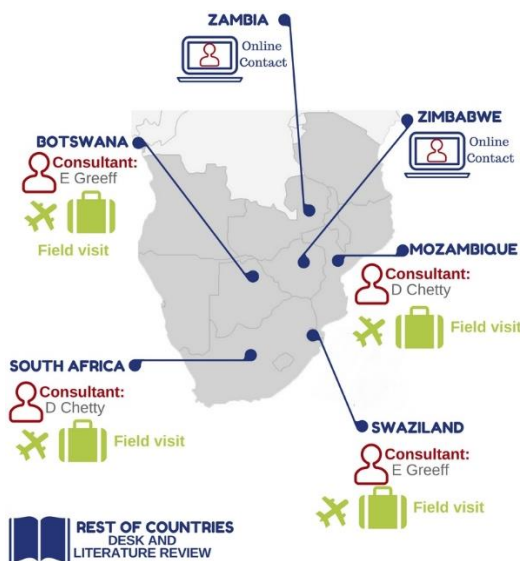 ZAMBIA
Online
Contact
ZIMBABWE
Online
Contact
BOTSWANA
Consultant:
E Greeff
Field visit
MOZAMBIQUE
Consultant:
D Chetty
Field visit
SOUTH AFRICA
Consultant:
D Chetty
Field visit
SWAZILAND
Consultant:
E Greeff
Field visit
REST OF COUNTRIES
DESK AND
LITERATURE REVIEW